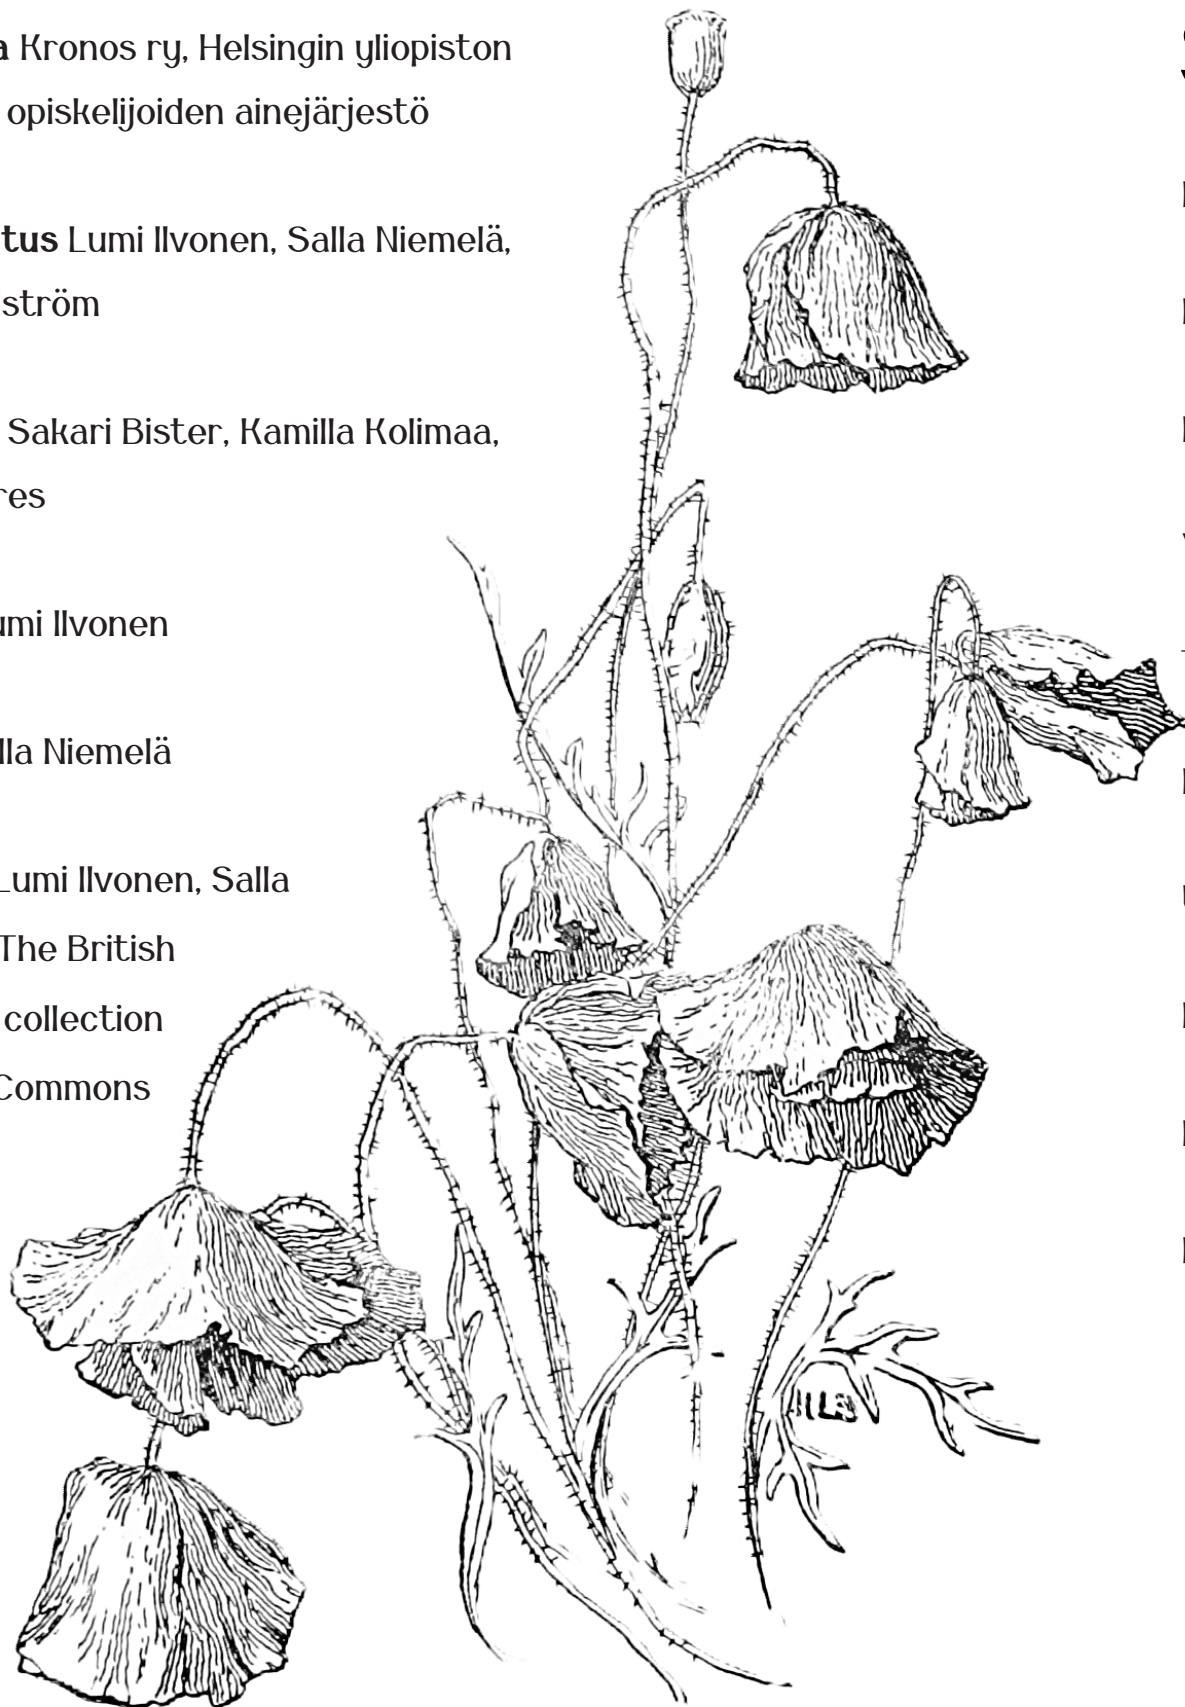 a Kronos ry, Helsingin yliopiston
opiskelijoiden ainejärjestö
tus Lumi Ilvonen, Salla Niemelä,
ström
Sakari Bister, Kamilla Kolimaa,
res
umi Ilvonen
lla Niemelä
Lumi Ilvonen, Salla
The British
collection
Commons